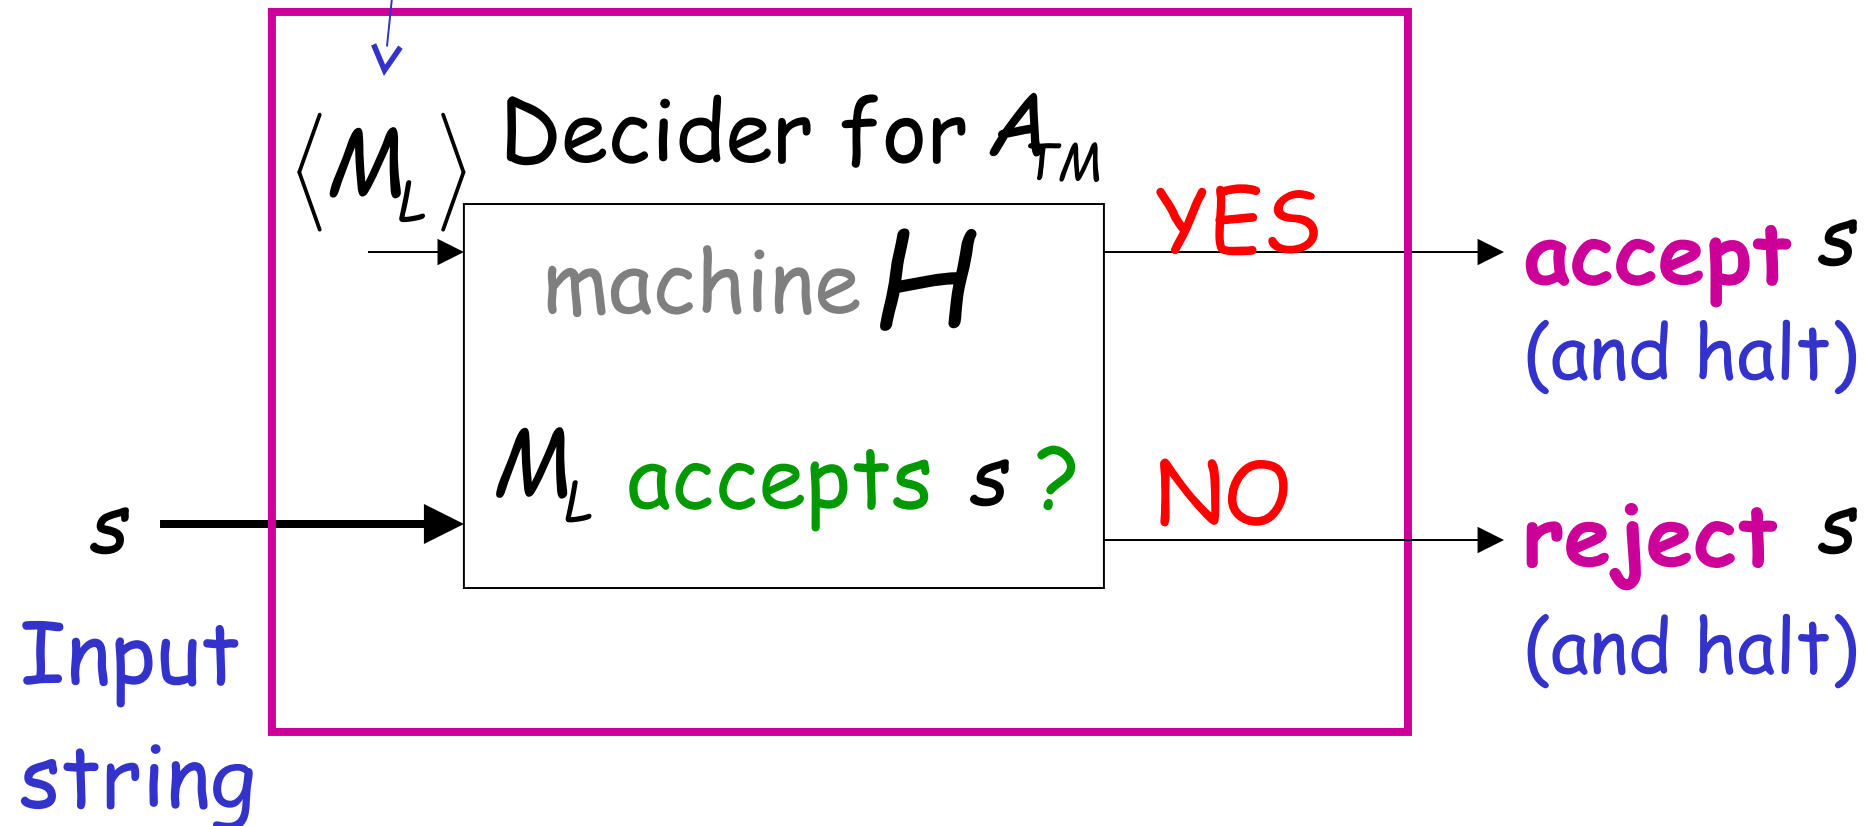 ⟨M_L⟩ Decider for A_TM
YES
accept s
machine H
(and halt)
M_L accepts s ?
NO
s
reject s
Input
(and halt)
string